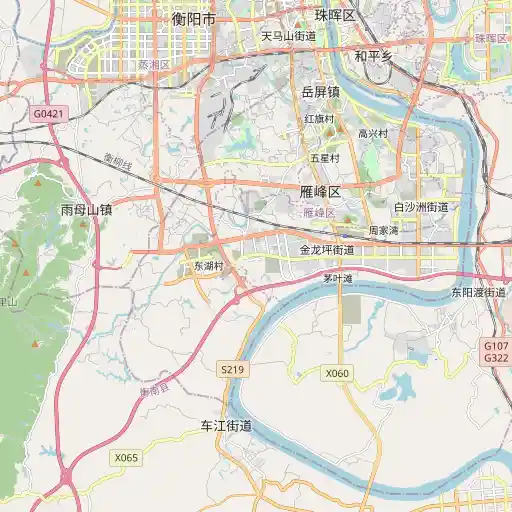 衡阳市
珠晖区
天马山街道
珠晖区
和平乡
蒸湘区
岳屏镇
G0421
红旗村
高兴村
衡柳线
五星村
雁峰区
雨母山镇
雁峰区
白沙洲街道
周家湾
金龙坪街道
东湖村
茅叶滩
东阳渡街道
里山
G107
G322
S219
X060
衡南县
车江街道
X065